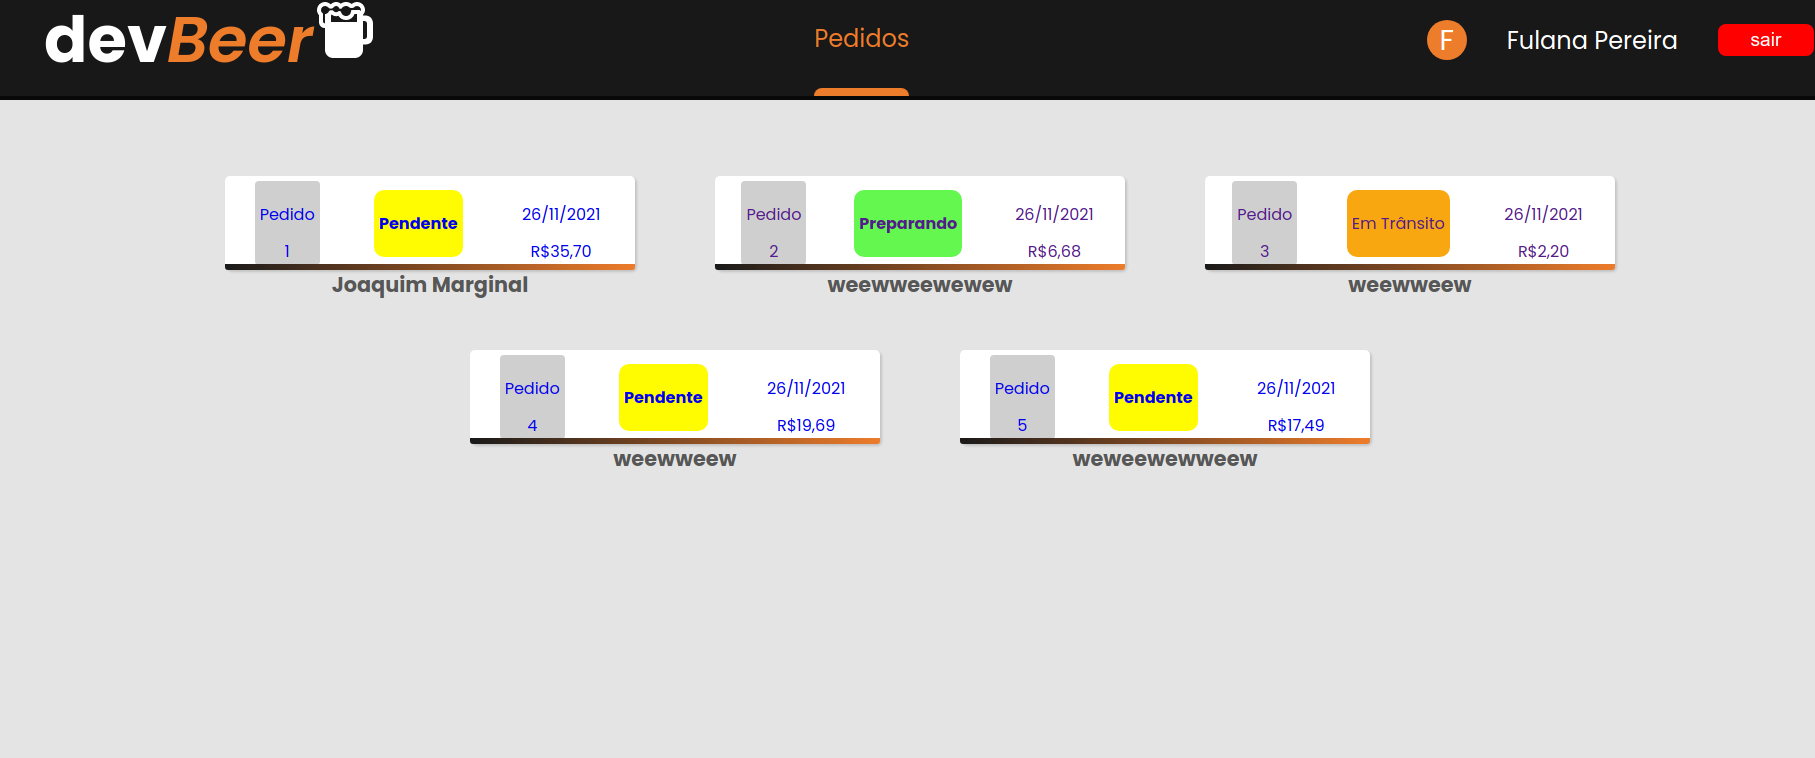 devBeer
Pedidos
F
Fulana Pereira
sair
Pedido
1
Pendente
26/11/2021
R$35,70
Joaquim Marginal
Pedido
2
Preparando
26/11/2021
R$6,68
weewweewewew
Pedido
3
Em Trânsito
26/11/2021
R$2,20
weewweew
Pedido
4
Pendente
26/11/2021
R$19,69
weewweew
Pedido
5
Pendente
26/11/2021
R$17,49
weweewewweew